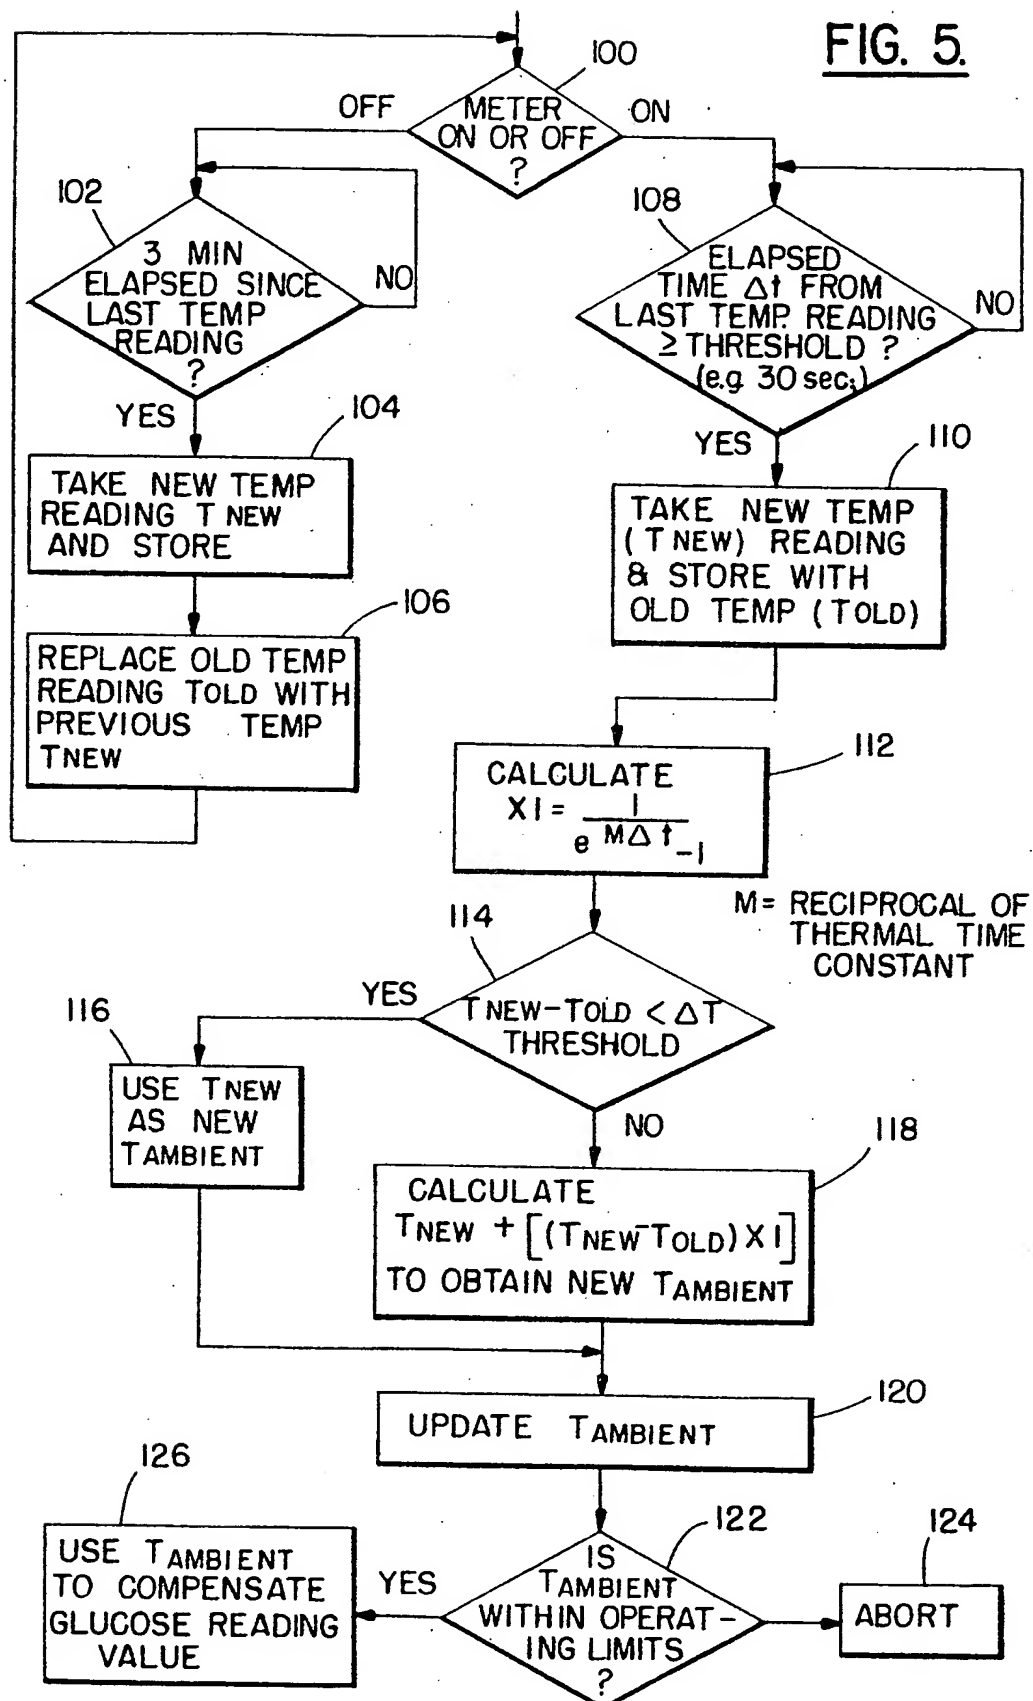 FIG. 5.
100
METER
ON OR OFF
?
OFF
ON
102
3 MIN
ELAPSED SINCE
LAST TEMP
READING
?
NO
YES
108
ELAPSED
TIME Δt FROM
LAST TEMP. READING
≥ THRESHOLD ?
(e.g 30 sec.)
NO
YES
104
TAKE NEW TEMP
READING TNEW
AND STORE
106
REPLACE OLD TEMP
READING TOLD WITH
PREVIOUS TEMP
TNEW
110
TAKE NEW TEMP
(TNEW) READING
& STORE WITH
OLD TEMP (TOLD)
112
CALCULATE
X1 = 1 / e^MΔt -1
M = RECIPROCAL OF
THERMAL TIME
CONSTANT
114
TNEW-TOLD < ΔT
THRESHOLD
YES
NO
116
USE TNEW
AS NEW
TAMBIENT
118
CALCULATE
TNEW + [(TNEW-TOLD) X1]
TO OBTAIN NEW TAMBIENT
120
UPDATE TAMBIENT
122
IS
TAMBIENT
WITHIN OPERAT-
ING LIMITS
?
YES
124
ABORT
126
USE TAMBIENT
TO COMPENSATE
GLUCOSE READING
VALUE